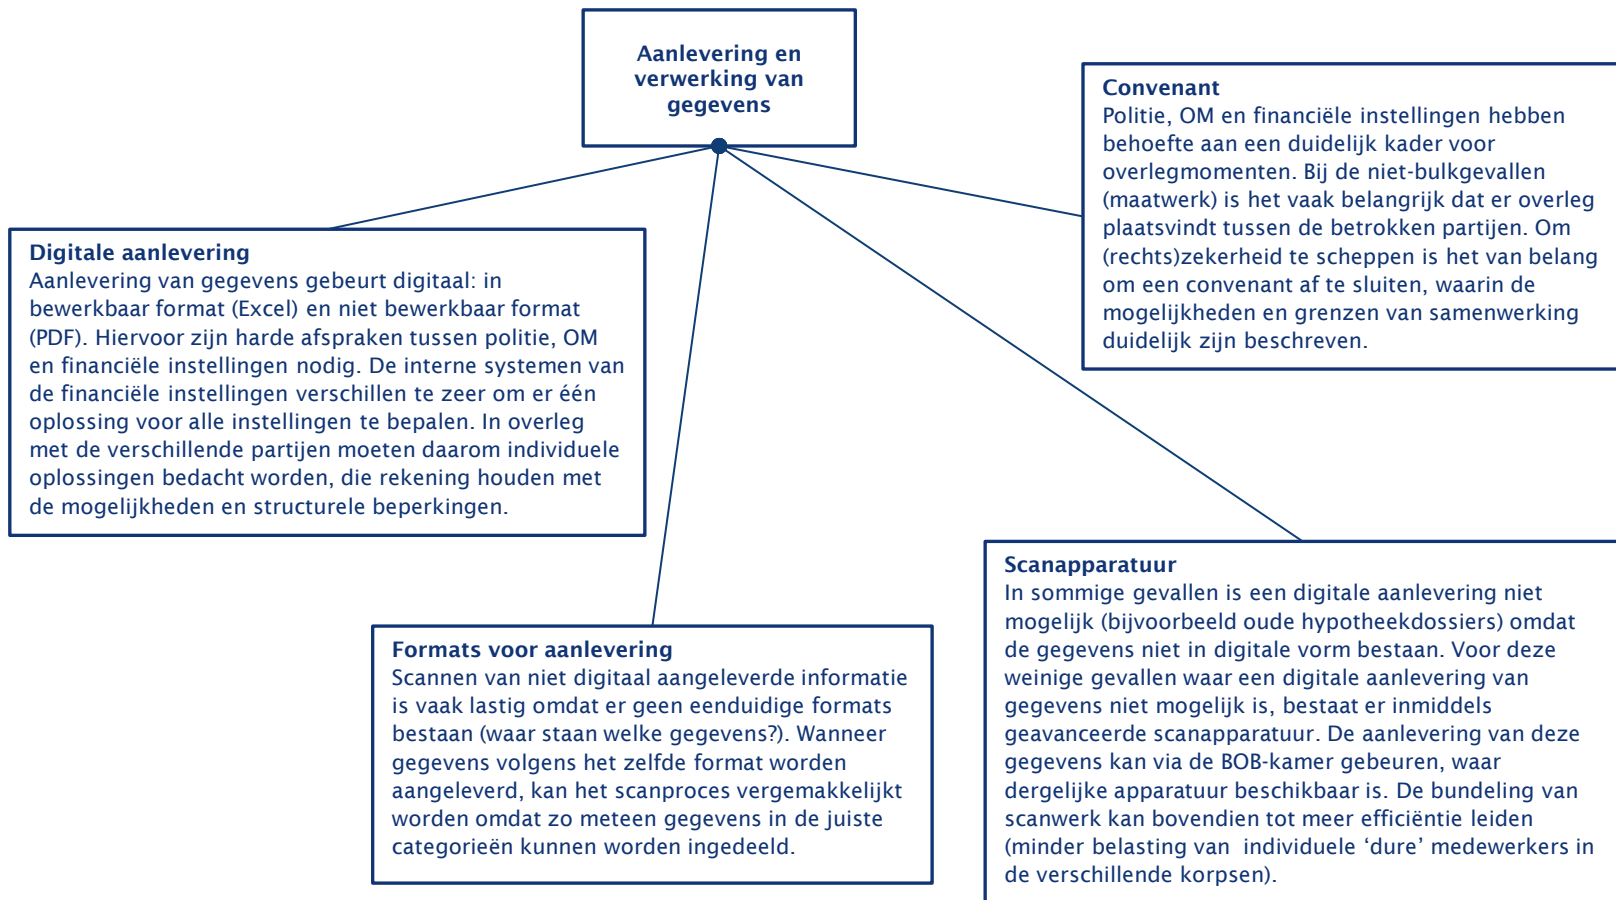 Aanlevering en
verwerking van
gegevens
Convenant
Politie, OM en financiële instellingen hebben
behoefte aan een duidelijk kader voor
overlegmomenten. Bij de niet-bulkgevallen
(maatwerk) is het vaak belangrijk dat er overleg
plaatsvindt tussen de betrokken partijen. Om
(rechts)zekerheid te scheppen is het van belang
om een convenant af te sluiten, waarin de
mogelijkheden en grenzen van samenwerking
duidelijk zijn beschreven.
Digitale aanlevering
Aanlevering van gegevens gebeurt digitaal: in
bewerkbaar format (Excel) en niet bewerkbaar format
(PDF). Hiervoor zijn harde afspraken tussen politie, OM
en financiële instellingen nodig. De interne systemen van
de financiële instellingen verschillen te zeer om er één
oplossing voor alle instellingen te bepalen. In overleg
met de verschillende partijen moeten daarom individuele
oplossingen bedacht worden, die rekening houden met
de mogelijkheden en structurele beperkingen.
Formats voor aanlevering
Scannen van niet digitaal aangeleverde informatie
is vaak lastig omdat er geen eenduidige formats
bestaan (waar staan welke gegevens?). Wanneer
gegevens volgens het zelfde format worden
aangeleverd, kan het scanproces vergemakkelijkt
worden omdat zo meteen gegevens in de juiste
categorieën kunnen worden ingedeeld.
Scanapparatuur
In sommige gevallen is een digitale aanlevering niet
mogelijk (bijvoorbeeld oude hypotheekdossiers) omdat
de gegevens niet in digitale vorm bestaan. Voor deze
weinige gevallen waar een digitale aanlevering van
gegevens niet mogelijk is, bestaat er inmiddels
geavanceerde scanapparatuur. De aanlevering van deze
gegevens kan via de BOB-kamer gebeuren, waar
dergelijke apparatuur beschikbaar is. De bundeling van
scanwerk kan bovendien tot meer efficiëntie leiden
(minder belasting van  individuele ‘dure’ medewerkers in
de verschillende korpsen).